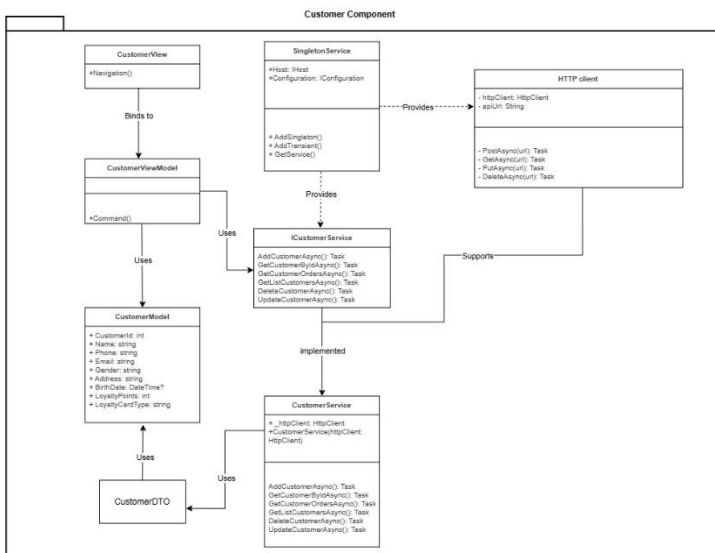 Customer Component
CustomerView
+Navigation()
Binds to
CustomerViewModel
+Command()
Uses
Uses
CustomerModel
+ CustomerId: int
+ Name: string
+ Phone: string
+ Email: string
+ Gender: string
+ Address: string
+ BirthDate: DateTime?
+ LoyaltyPoints: int
+ LoyaltyCardType: string
Uses
CustomerDTO
Uses
SingletonService
+Host: IHost
+Configuration: IConfiguration
+ AddSingleton()
+ AddTransient()
+ GetService()
Provides
Provides
HTTP client
- httpClient: HttpClient
- apiUrl: String
- PostAsync(url): Task
- GetAsync(url): Task
- PutAsync(url): Task
- DeleteAsync(url): Task
Supports
ICustomerService
AddCustomerAsync(): Task
GetCustomerByIdAsync(): Task
GetCustomerOrdersAsync(): Task
GetListCustomersAsync(): Task
DeleteCustomerAsync(): Task
UpdateCustomerAsync(): Task
implemented
CustomerService
+ _httpClient: HttpClient
+CustomerService(httpClient:
HttpClient)
AddCustomerAsync(): Task
GetCustomerByIdAsync(): Task
GetCustomerOrdersAsync(): Task
GetListCustomersAsync(): Task
DeleteCustomerAsync(): Task
UpdateCustomerAsync(): Task